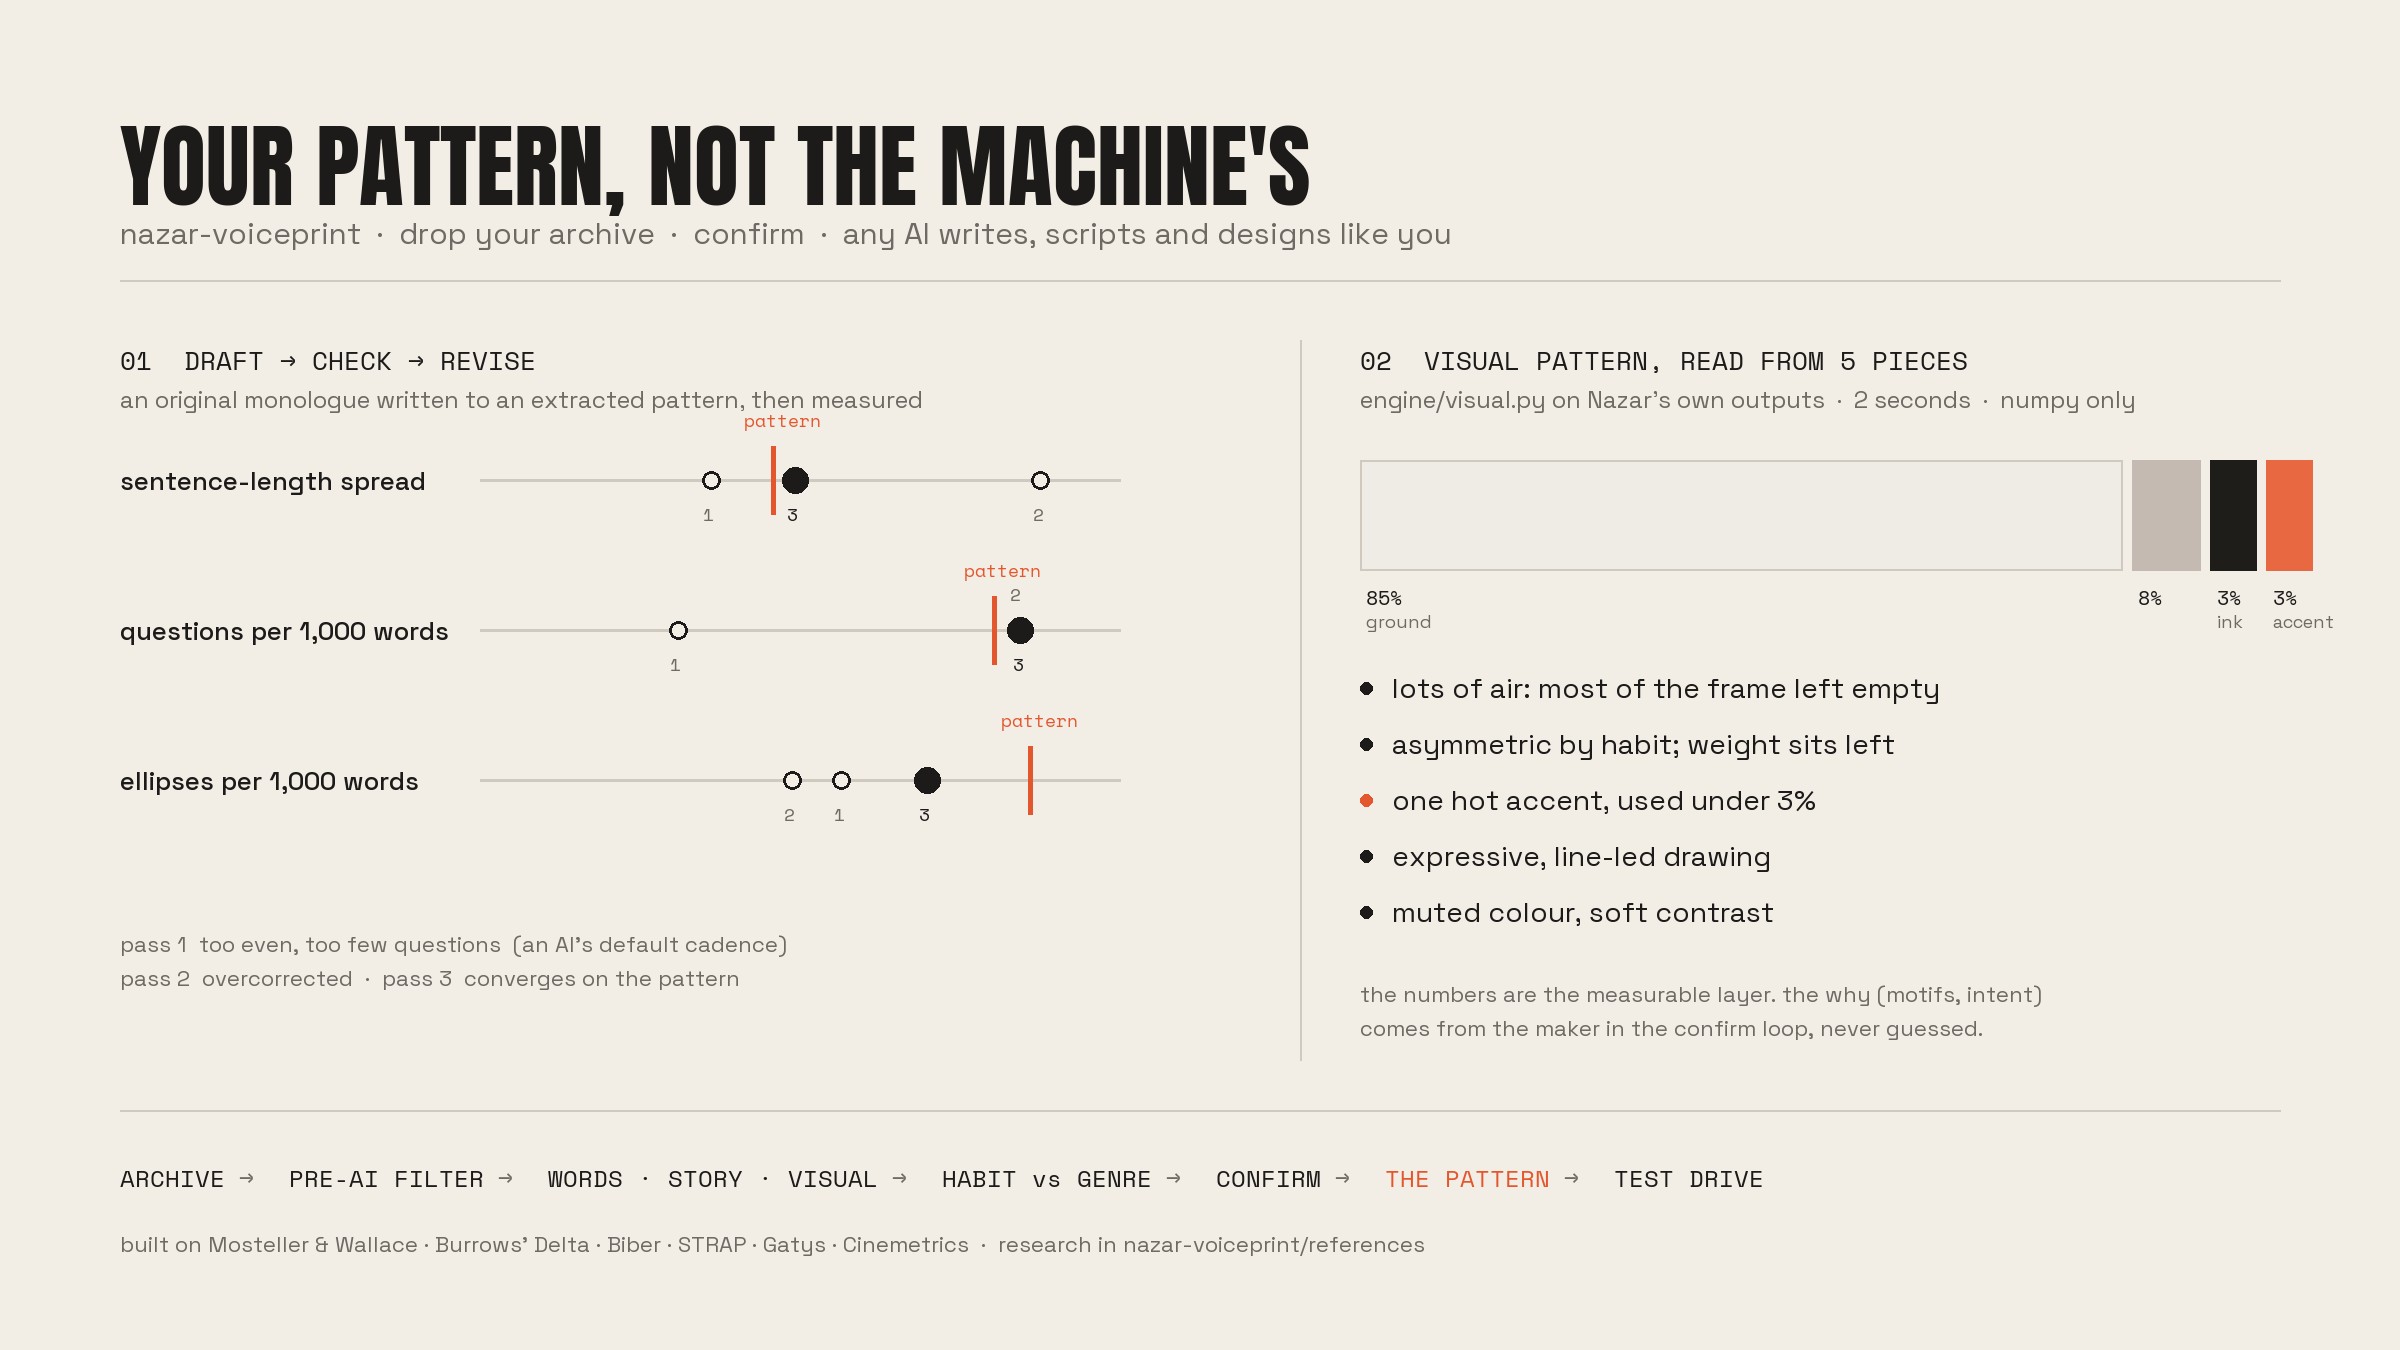 YOUR PATTERN, NOT THE MACHINE'S
nazar-voiceprint · drop your archive · confirm · any AI writes, scripts and designs like you
01 DRAFT → CHECK → REVISE
an original monologue written to an extracted pattern, then measured
pattern
sentence-length spread
1 3 2
pattern
2
questions per 1,000 words
1 3
pattern
ellipses per 1,000 words
2 1 3
pass 1 too even, too few questions (an AI's default cadence)
pass 2 overcorrected · pass 3 converges on the pattern
02 VISUAL PATTERN, READ FROM 5 PIECES
engine/visual.py on Nazar's own outputs · 2 seconds · numpy only
85% 8% 3% 3%
ground ink accent
lots of air: most of the frame left empty
asymmetric by habit; weight sits left
one hot accent, used under 3%
expressive, line-led drawing
muted colour, soft contrast
the numbers are the measurable layer. the why (motifs, intent)
comes from the maker in the confirm loop, never guessed.
ARCHIVE → PRE-AI FILTER → WORDS · STORY · VISUAL → HABIT vs GENRE → CONFIRM → THE PATTERN → TEST DRIVE
built on Mosteller & Wallace · Burrows' Delta · Biber · STRAP · Gatys · Cinemetrics · research in nazar-voiceprint/references